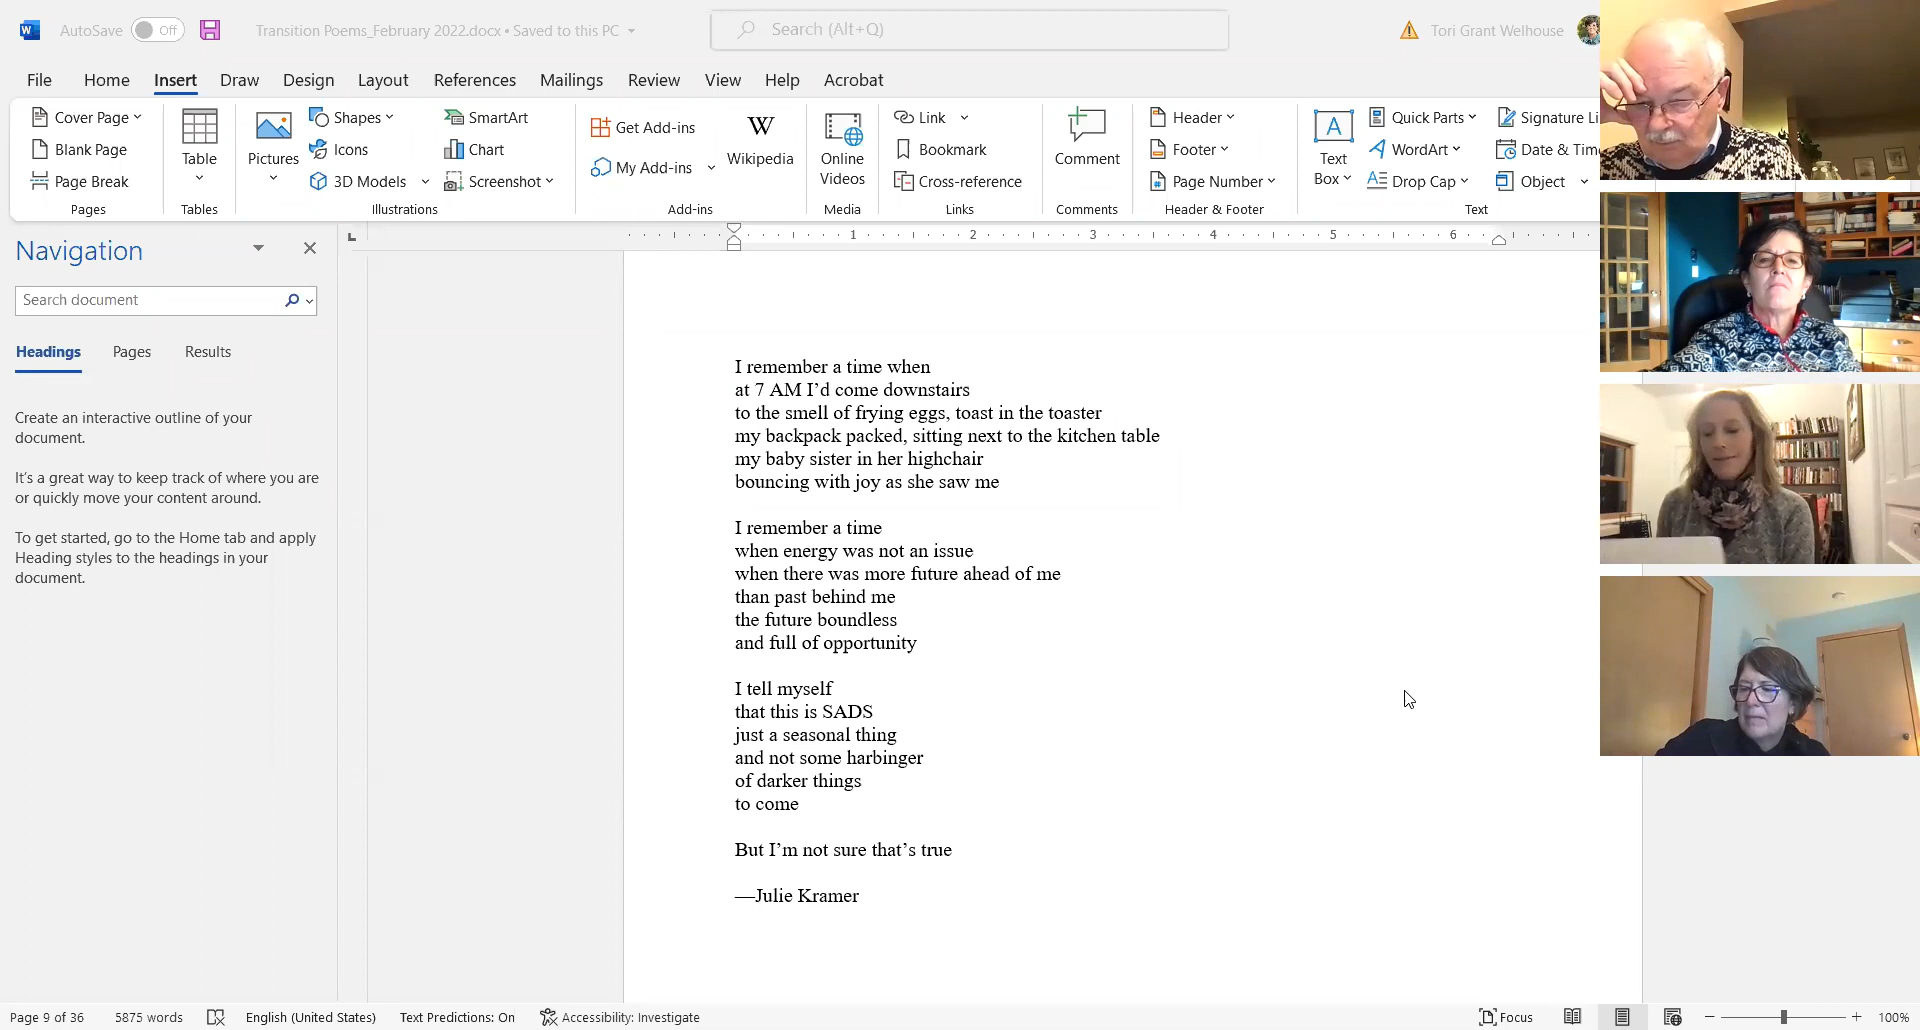 AutoSave Off Transition Poems_February 2022.docx • Saved to this PC Search (Alt+Q) Tori Grant Welhouse
File Home Insert Draw Design Layout References Mailings Review View Help Acrobat
Cover Page
Blank Page
Page Break
Pages
Table
Tables
Pictures
Shapes
Icons
3D Models
SmartArt
Chart
Screenshot
Illustrations
Get Add-ins
My Add-ins
Wikipedia
Add-ins
Online
Videos
Media
Link
Bookmark
Cross-reference
Links
Comment
Comments
Header
Footer
Page Number
Header & Footer
A
Text
Box
Quick Parts
WordArt
Drop Cap
Signature Li
Date & Tim
Object
Text
Navigation
Search document
Headings Pages Results
Create an interactive outline of your
document.
It's a great way to keep track of where you are
or quickly move your content around.
To get started, go to the Home tab and apply
Heading styles to the headings in your
document.
1 2 3 4 5 6
I remember a time when
at 7 AM I’d come downstairs
to the smell of frying eggs, toast in the toaster
my backpack packed, sitting next to the kitchen table
my baby sister in her highchair
bouncing with joy as she saw me
I remember a time
when energy was not an issue
when there was more future ahead of me
than past behind me
the future boundless
and full of opportunity
I tell myself
that this is SADS
just a seasonal thing
and not some harbinger
of darker things
to come
But I’m not sure that’s true
—Julie Kramer
Page 9 of 36 5875 words English (United States) Text Predictions: On Accessibility: Investigate Focus 100%